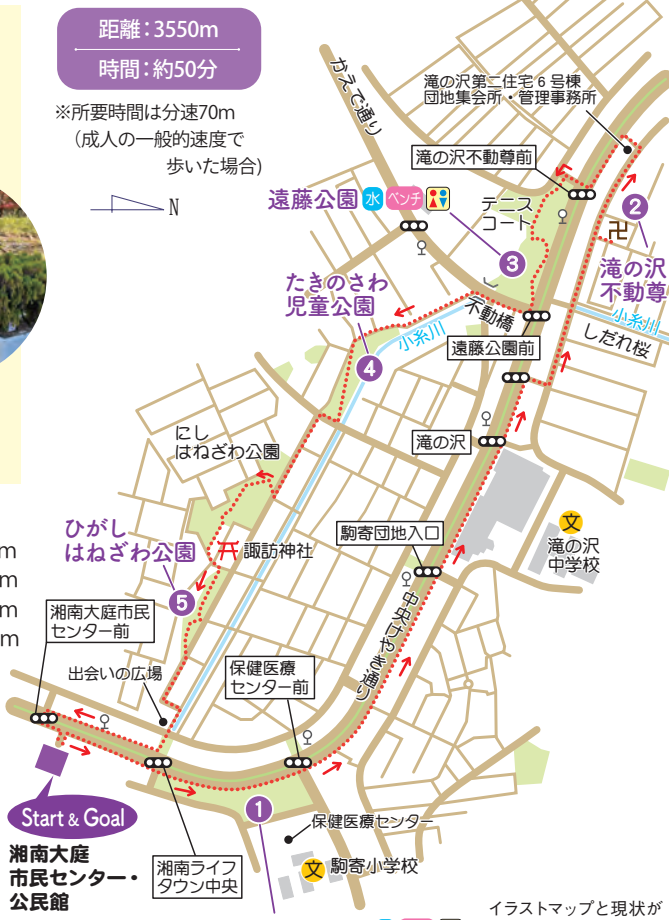 距離：3550m
時間：約50分
※所要時間は分速70m
（成人の一般的速度で
歩いた場合）
N
かえで通り
滝の沢第二住宅６号棟
団地集会所・管理事務所
滝の沢不動尊前
遠藤公園 水 ベンチ
テニス
コート
2
卍
滝の沢
不動尊
3
たきのさわ
児童公園
小糸川
不動橋
小糸川
しだれ桜
遠藤公園前
4
滝の沢
にし
はねざわ公園
文
滝の沢
中学校
駒寄団地入口
ひがし
はねざわ公園
諏訪神社
5
中央けやき通り
m
m
m
m
湘南大庭市民
センター前
出会いの広場
保健医療
センター前
Start & Goal
湘南大庭
市民センター・
公民館
湘南ライフ
タウン中央
1
保健医療センター
文 駒寄小学校
イラストマップと現状が